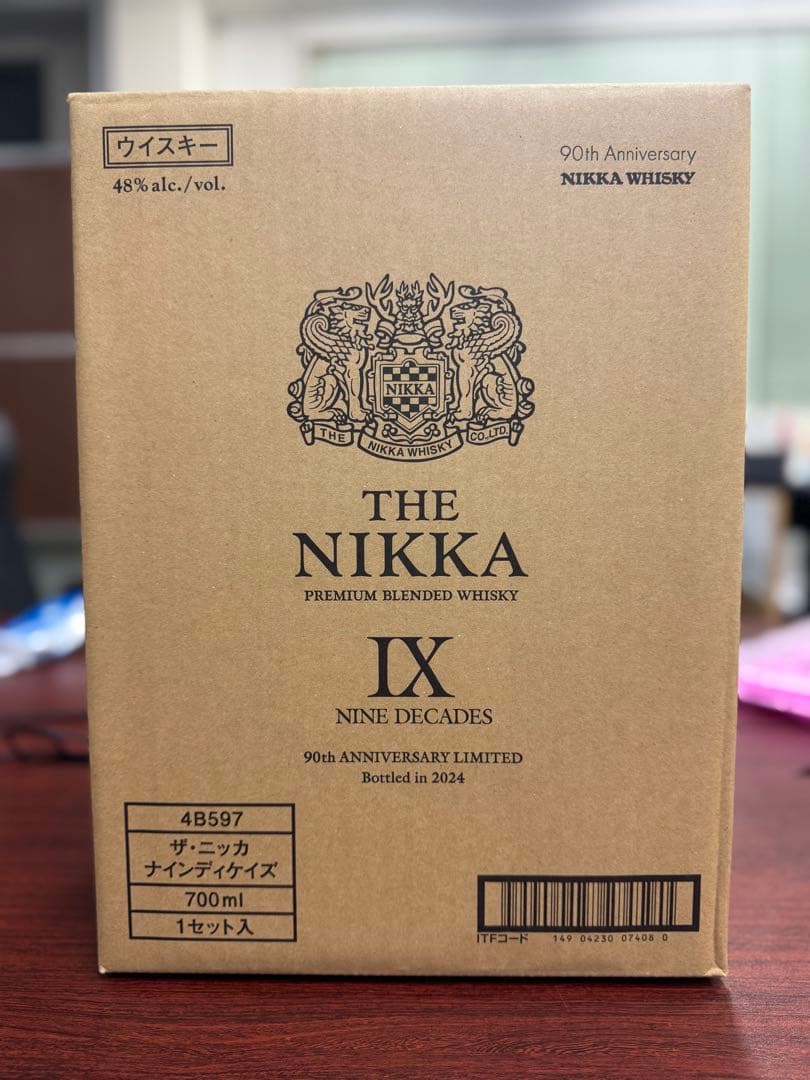 ウイスキー
48% alc./vol.
90th Anniversary
NIKKA WHISKY
NIKKA
THE NIKKA WHISKY CO.,LTD.
THE
NIKKA
PREMIUM BLENDED WHISKY
IX
NINE DECADES
90th ANNIVERSARY LIMITED
Bottled in 2024
4B597
ザ・ニッカ
ナインディケイズ
700ml
1セット入
ITFコード 149 04230 07408 0